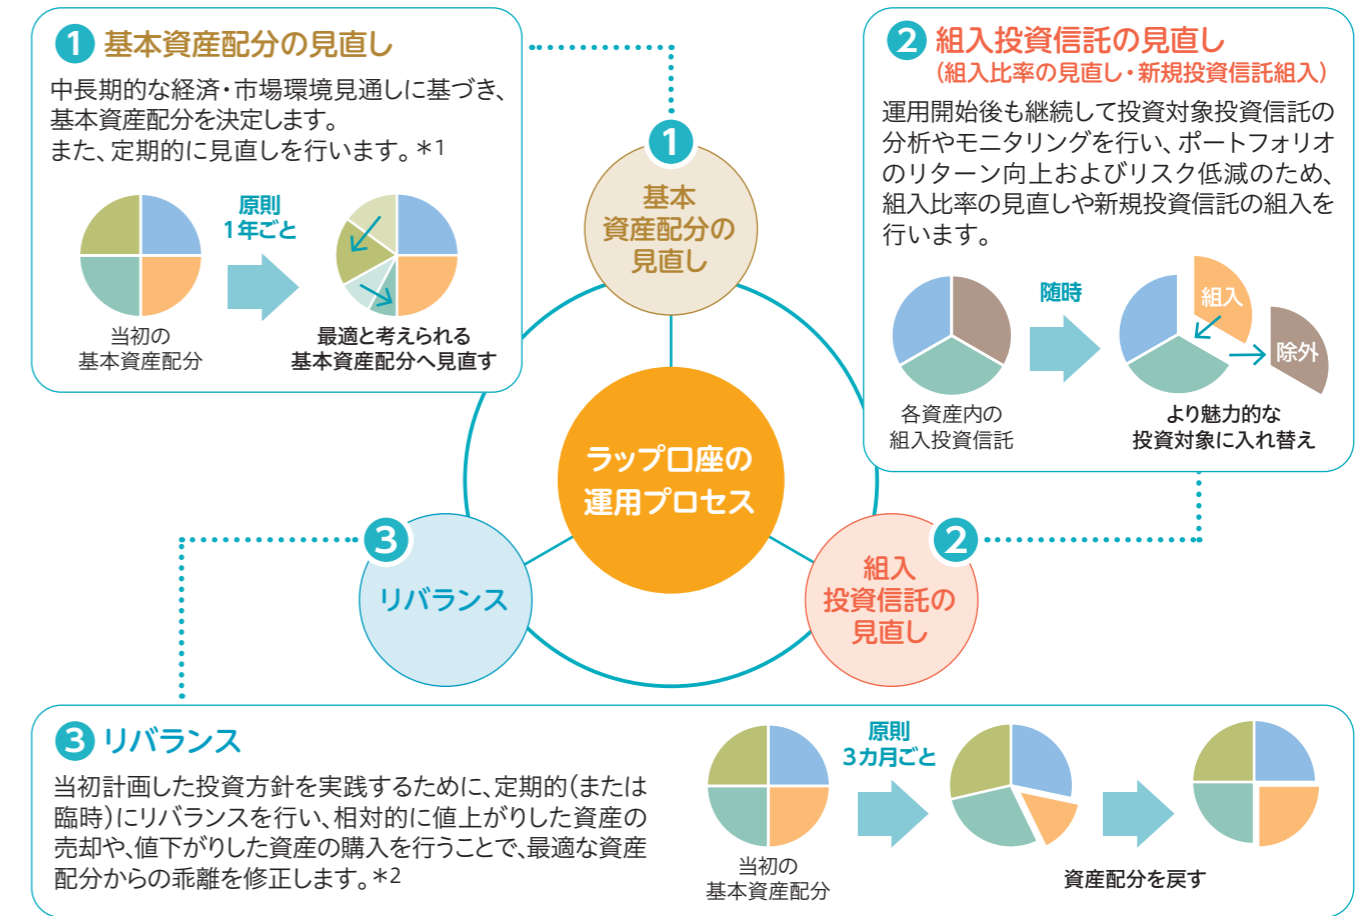 1 基本資産配分の見直し
中長期的な経済・市場環境見通しに基づき、
基本資産配分を決定します。
また、定期的に見直しを行います。*1
原則
1年ごと
当初の
基本資産配分
最適と考えられる
基本資産配分へ見直す
2 組入投資信託の見直し
(組入比率の見直し・新規投資信託組入)
運用開始後も継続して投資対象投資信託の
分析やモニタリングを行い、ポートフォリオ
のリターン向上およびリスク低減のため、
組入比率の見直しや新規投資信託の組入を
行います。
随時
組入
除外
各資産内の
組入投資信託
より魅力的な
投資対象に入れ替え
1
基本
資産配分の
見直し
ラップ口座の
運用プロセス
3
リバランス
2
組入
投資信託の
見直し
3 リバランス
当初計画した投資方針を実践するために、定期的(または
臨時)にリバランスを行い、相対的に値上がりした資産の
売却や、値下がりした資産の購入を行うことで、最適な資産
配分からの乖離を修正します。*2
原則
3カ月ごと
当初の
基本資産配分
資産配分を戻す